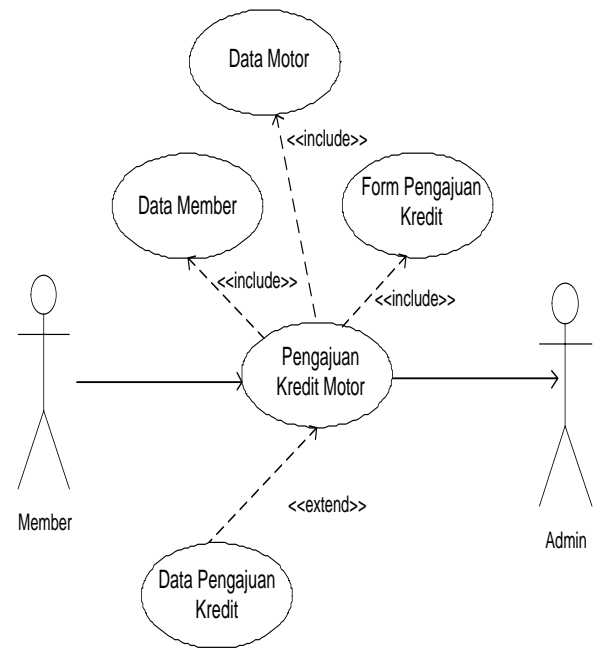 Data Motor
<<include>>
Data Member
Form Pengajuan
Kredit
<<include>>
<<include>>
Pengajuan
Kredit Motor
<<extend>>
Member
Admin
Data Pengajuan
Kredit